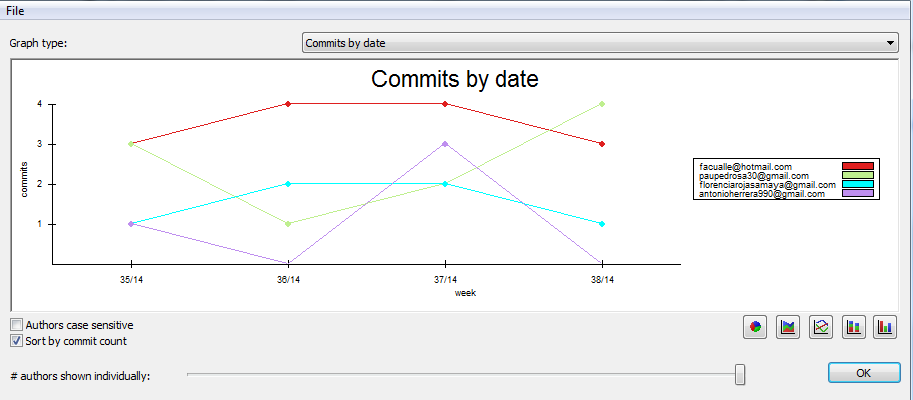 File
Graph type:
Commits by date
Commits by date
4
3
2
1
commits
35/14
36/14
37/14
38/14
week
facualle@hotmail.com
paupedrosa30@gmail.com
florenciarojasamaya@gmail.com
antonioherrera990@gmail.com
Authors case sensitive
Sort by commit count
# authors shown individually:
OK